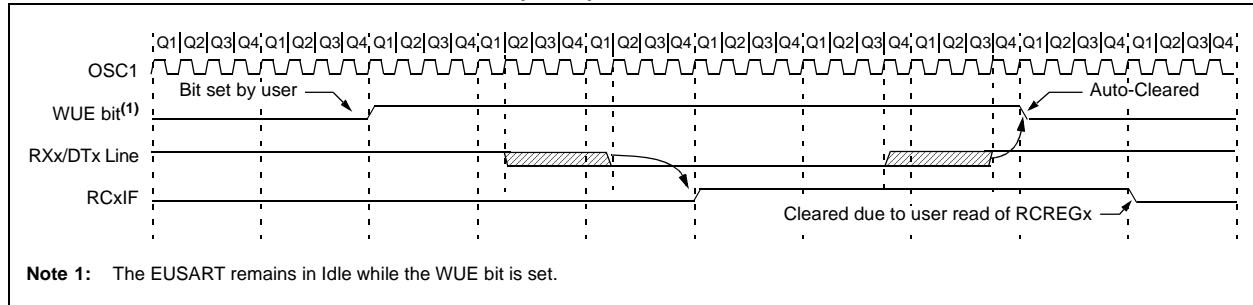 Q1 Q2 Q3 Q4 Q1 Q2 Q3 Q4 Q1 Q2 Q3 Q4 Q1 Q2 Q3 Q4 Q1 Q2 Q3 Q4 Q1 Q2 Q3 Q4 Q1 Q2 Q3 Q4 Q1 Q2 Q3 Q4 Q1 Q2 Q3 Q4 Q1 Q2 Q3 Q4
OSC1
Bit set by user
Auto-Cleared
WUE bit(1)
RXx/DTx Line
RCxIF
Cleared due to user read of RCREGx
Note 1: The EUSART remains in Idle while the WUE bit is set.